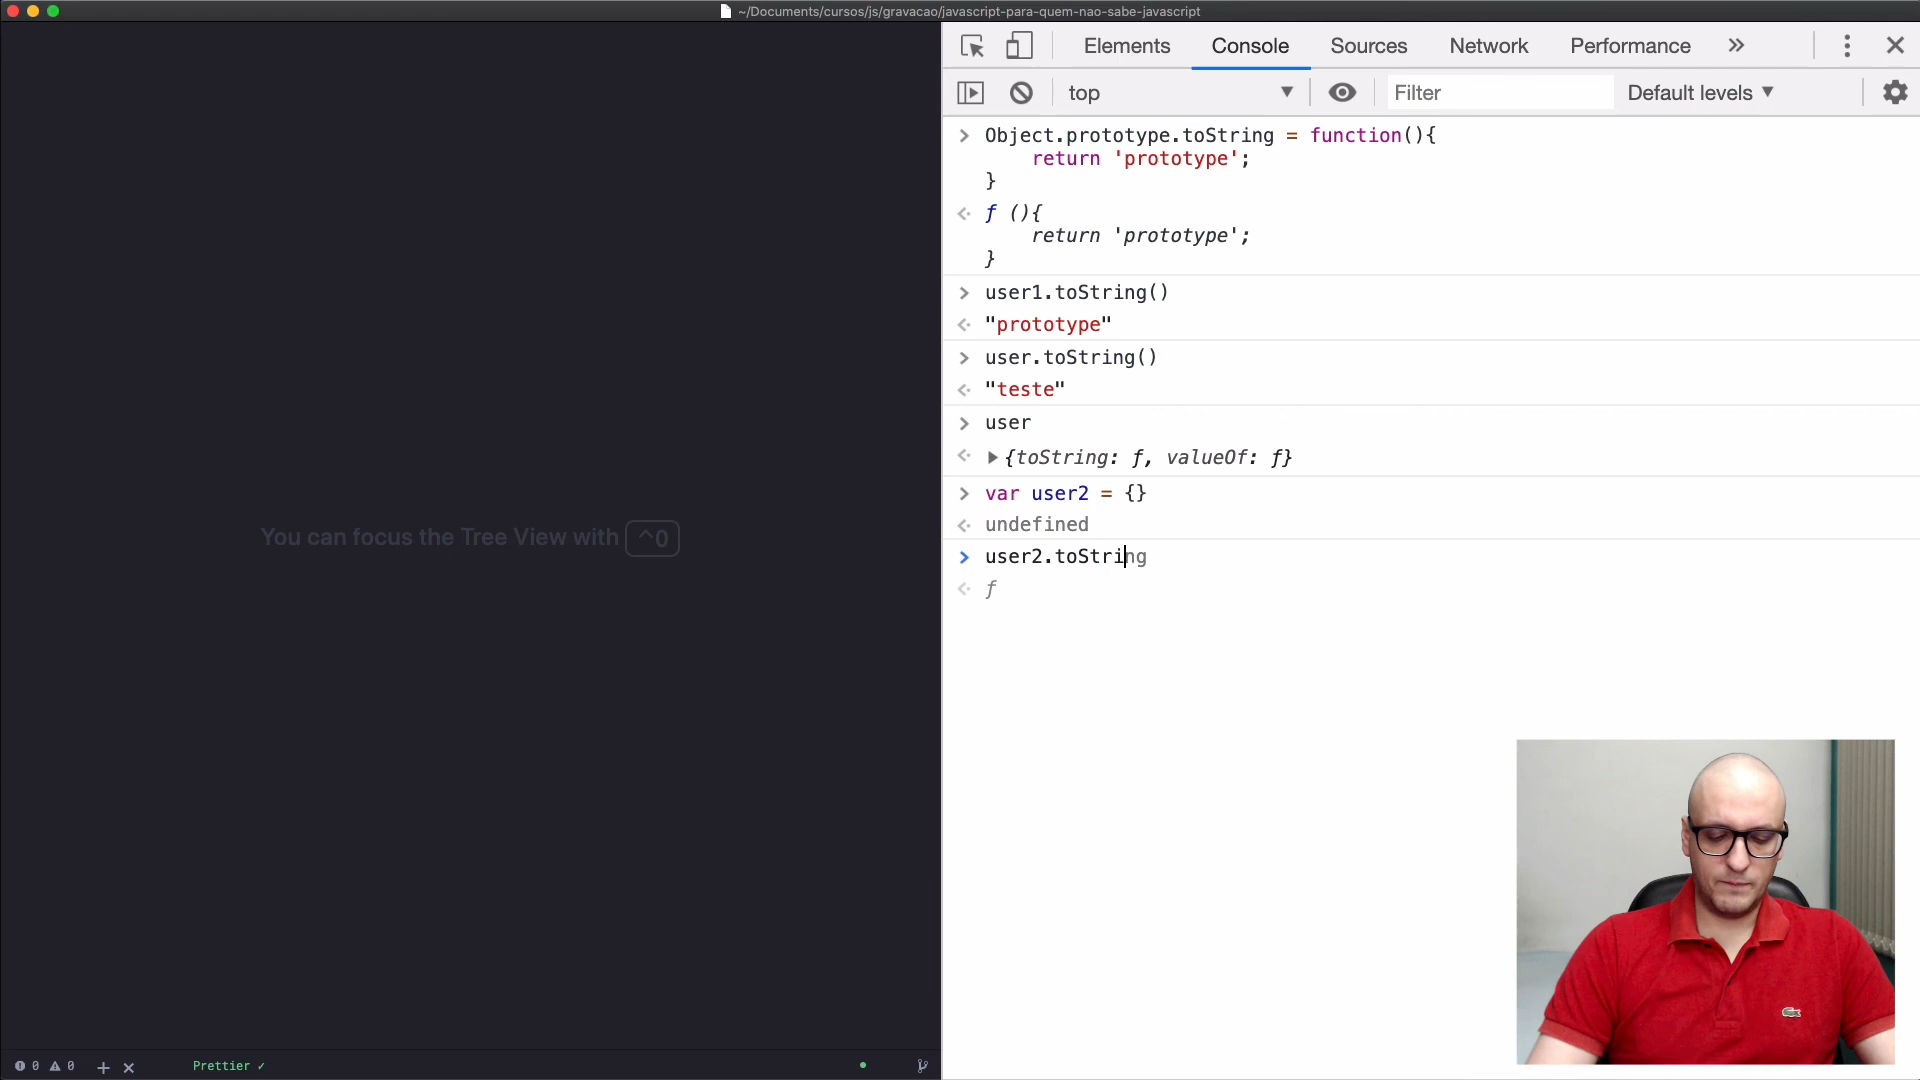 ~/Documents/cursos/js/gravacao/javascript-para-quem-nao-sabe-javascript
You can focus the Tree View with ^0
0 0 + × Prettier ✓
Elements Console Sources Network Performance »
top Filter Default levels ▼
> Object.prototype.toString = function(){
return 'prototype';
}
ƒ (){
return 'prototype';
}
> user1.toString()
"prototype"
> user.toString()
"teste"
> user
{toString: ƒ, valueOf: ƒ}
> var user2 = {}
undefined
> user2.toString
ƒ